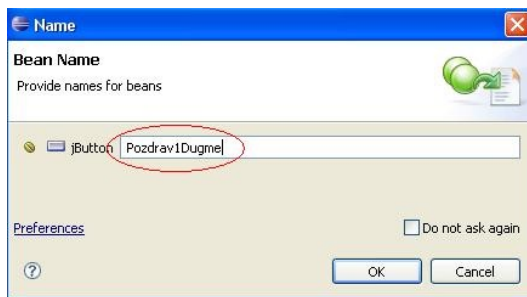 Name
Bean Name
Provide names for beans
jButton Pozdrav1Dugme
Preferences
Do not ask again
OK Cancel